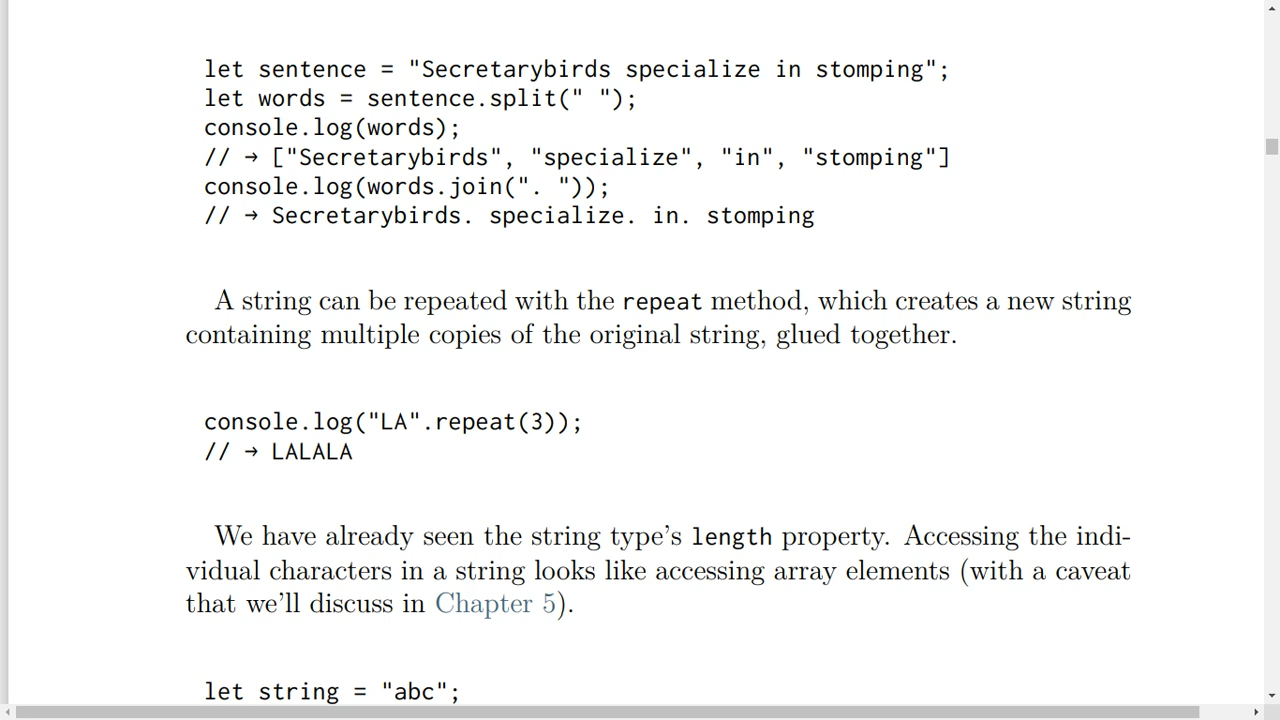 let sentence = "Secretarybirds specialize in stomping";
let words = sentence.split(" ");
console.log(words);
// → ["Secretarybirds", "specialize", "in", "stomping"]
console.log(words.join(". "));
// → Secretarybirds. specialize. in. stomping
A string can be repeated with the repeat method, which creates a new string
containing multiple copies of the original string, glued together.
console.log("LA".repeat(3));
// → LALALA
We have already seen the string type’s length property. Accessing the indi-
vidual characters in a string looks like accessing array elements (with a caveat
that we’ll discuss in Chapter 5).
let string = "abc";